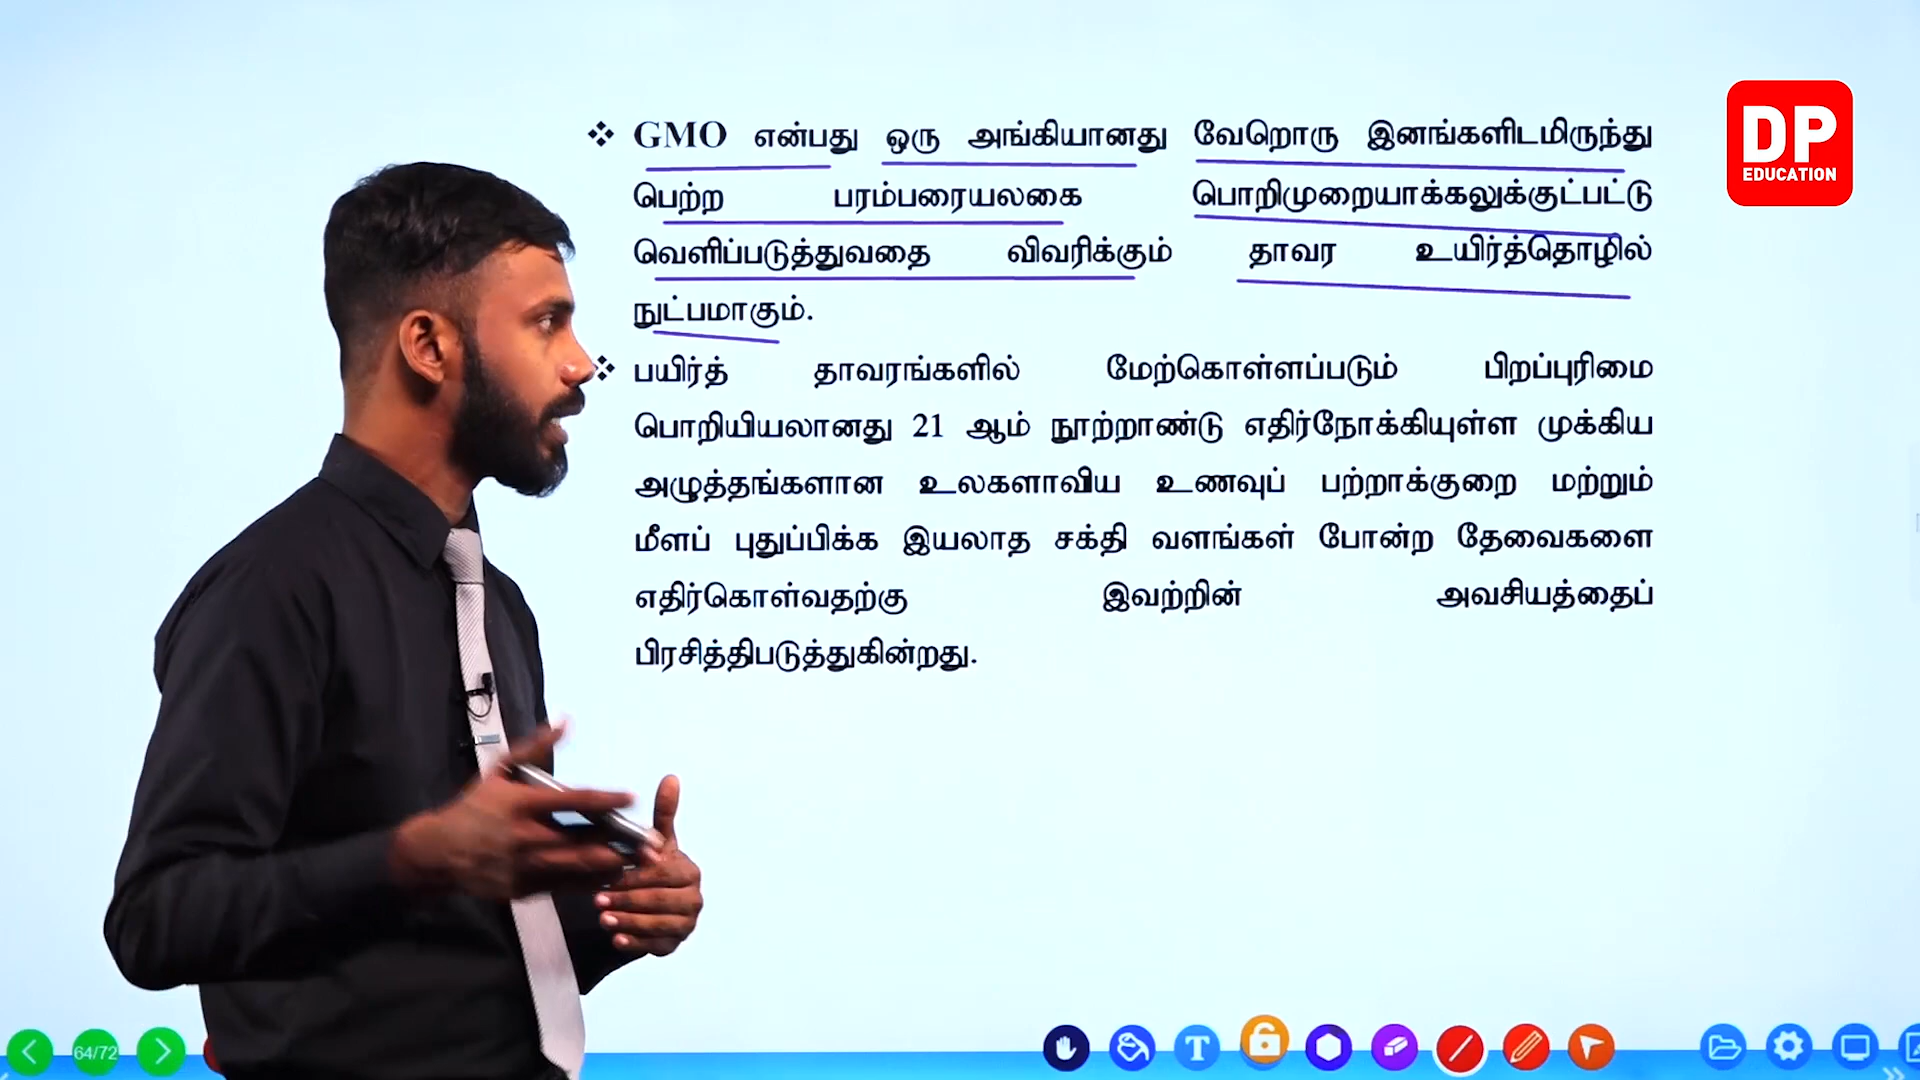 DP
EDUCATION
❖ GMO என்பது ஒரு அங்கியானது வேறொரு இனங்களிடமிருந்து
பெற்ற பரம்பரையலகை பொறிமுறையாக்கலுக்குட்பட்டு
வெளிப்படுத்துவதை விவரிக்கும் தாவர உயிர்த்தொழில்
நுட்பமாகும்.
❖ பயிர்த் தாவரங்களில் மேற்கொள்ளப்படும் பிறப்புரிமை
பொறியியலானது 21 ஆம் நூற்றாண்டு எதிர்நோக்கியுள்ள முக்கிய
அழுத்தங்களான உலகளாவிய உணவுப் பற்றாக்குறை மற்றும்
மீளப் புதுப்பிக்க இயலாத சக்தி வளங்கள் போன்ற தேவைகளை
எதிர்கொள்வதற்கு இவற்றின் அவசியத்தைப்
பிரசித்திபடுத்துகின்றது.
64/72
T